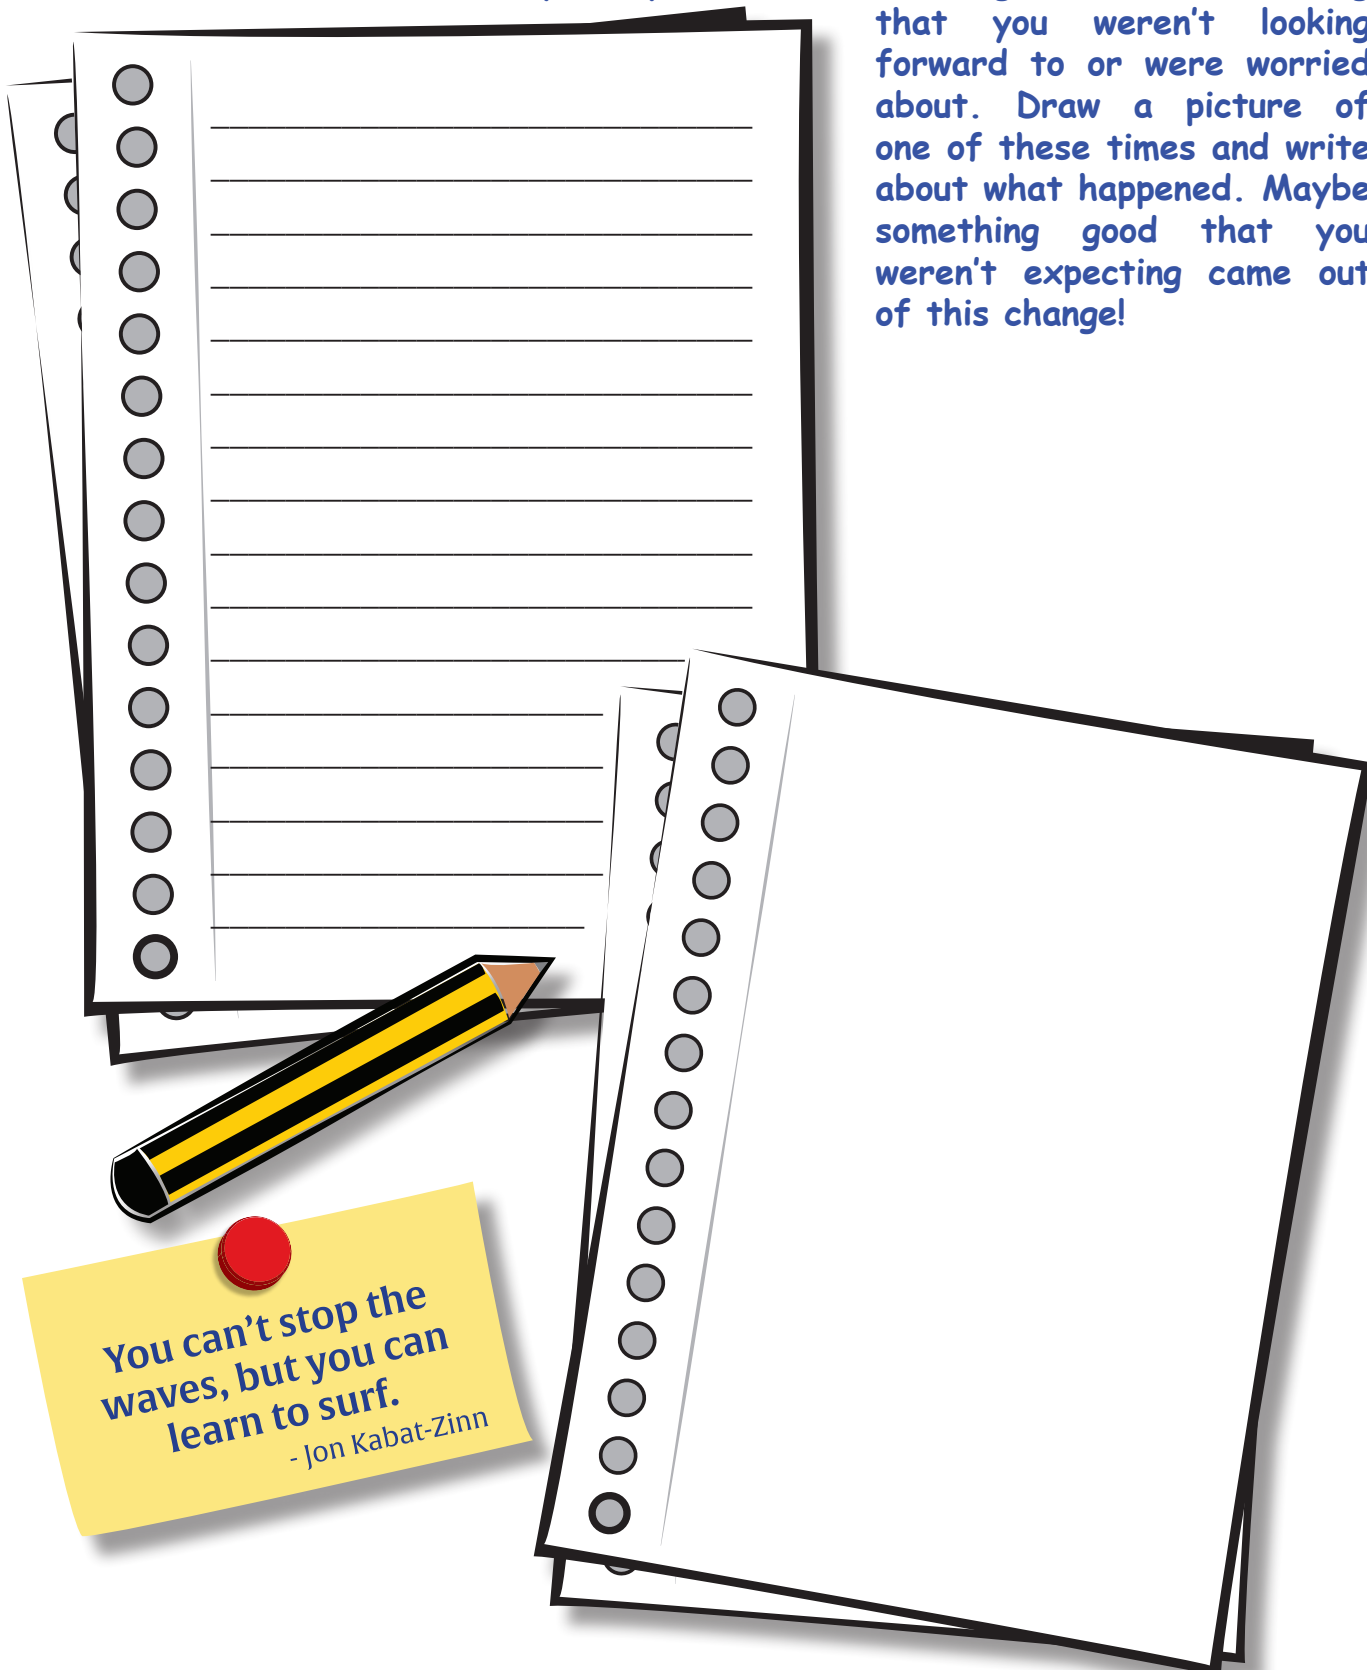 that you weren't looking
forward to or were worried
about. Draw a picture of
one of these times and write
about what happened. Maybe
something good that you
weren't expecting came out
of this change!
You can't stop the
waves, but you can
learn to surf.
- Jon Kabat-Zinn